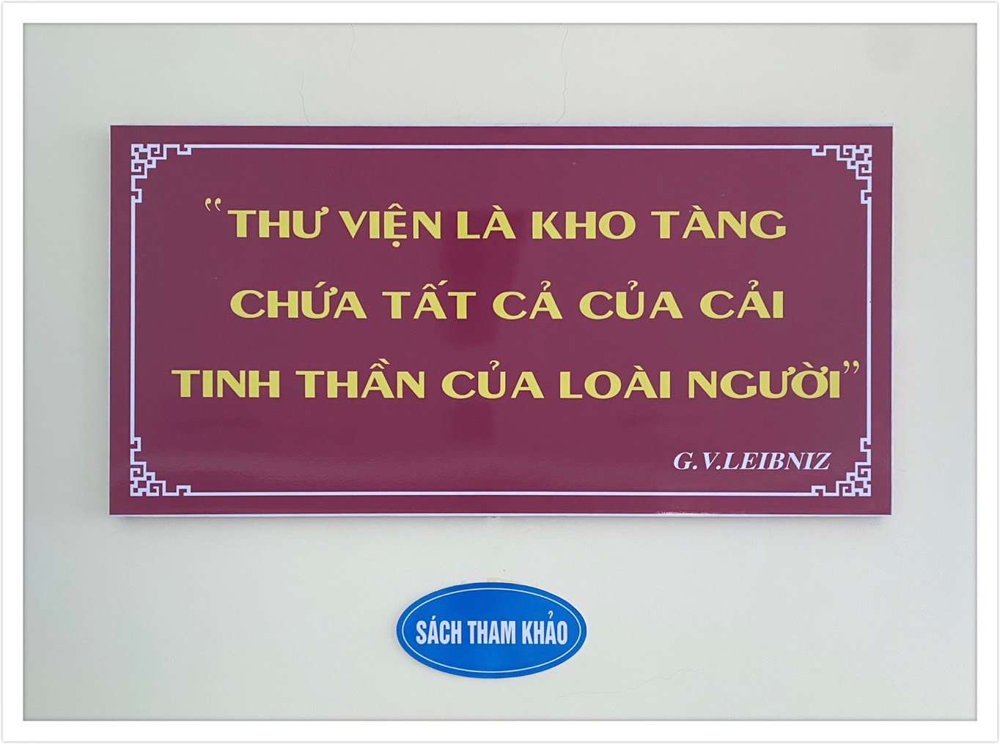 “THƯ VIỆN LÀ KHO TÀNG
CHỨA TẤT CẢ CỦA CẢI
TINH THẦN CỦA LOÀI NGƯỜI”
G.V.LEIBNIZ
SÁCH THAM KHẢO